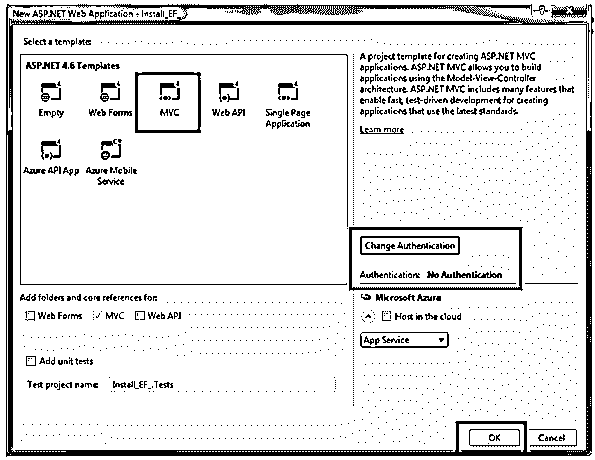 New ASP.NET Web Application - Install_EF_
Select a template:
ASP.NET 4.6 Templates
Empty
Web Forms
MVC
Web API
Single Page
Application
Azure API App
Azure Mobile
Service
A project template for creating ASP.NET MVC
applications. ASP.NET MVC allows you to build
applications using the Model-View-Controller
architecture. ASP.NET MVC includes many features that
enable fast, test-driven development for creating
applications that use the latest standards.
Learn more
Change Authentication
Authentication: No Authentication
Add folders and core references for:
Web Forms
MVC
Web API
Add unit tests
Test project name: Install_EF_.Tests
Microsoft Azure
Host in the cloud
App Service
OK
Cancel